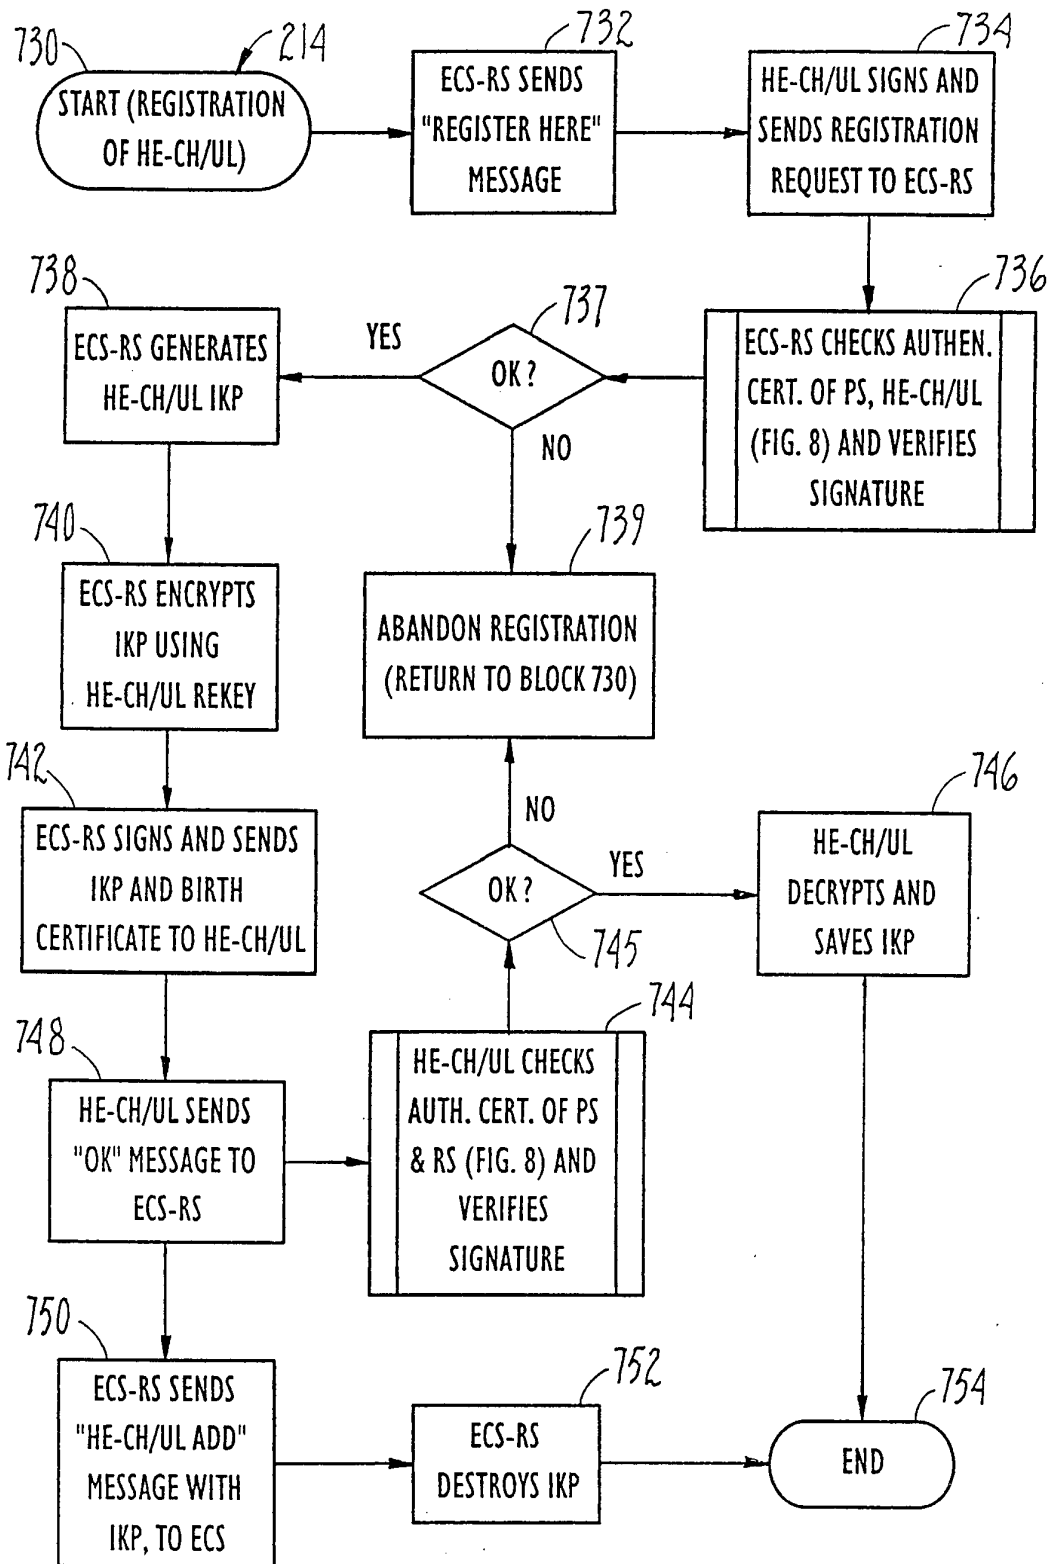 730
214
START (REGISTRATION
OF HE-CH/UL)
732
ECS-RS SENDS
"REGISTER HERE"
MESSAGE
734
HE-CH/UL SIGNS AND
SENDS REGISTRATION
REQUEST TO ECS-RS
736
ECS-RS CHECKS AUTHEN.
CERT. OF PS, HE-CH/UL
(FIG. 8) AND VERIFIES
SIGNATURE
737
OK?
YES
NO
738
ECS-RS GENERATES
HE-CH/UL IKP
739
ABANDON REGISTRATION
(RETURN TO BLOCK 730)
740
ECS-RS ENCRYPTS
IKP USING
HE-CH/UL REKEY
742
ECS-RS SIGNS AND SENDS
IKP AND BIRTH
CERTIFICATE TO HE-CH/UL
NO
OK?
YES
745
746
HE-CH/UL
DECRYPTS AND
SAVES IKP
748
HE-CH/UL SENDS
"OK" MESSAGE TO
ECS-RS
744
HE-CH/UL CHECKS
AUTH. CERT. OF PS
& RS (FIG. 8) AND
VERIFIES
SIGNATURE
750
ECS-RS SENDS
"HE-CH/UL ADD"
MESSAGE WITH
IKP, TO ECS
752
ECS-RS
DESTROYS IKP
754
END